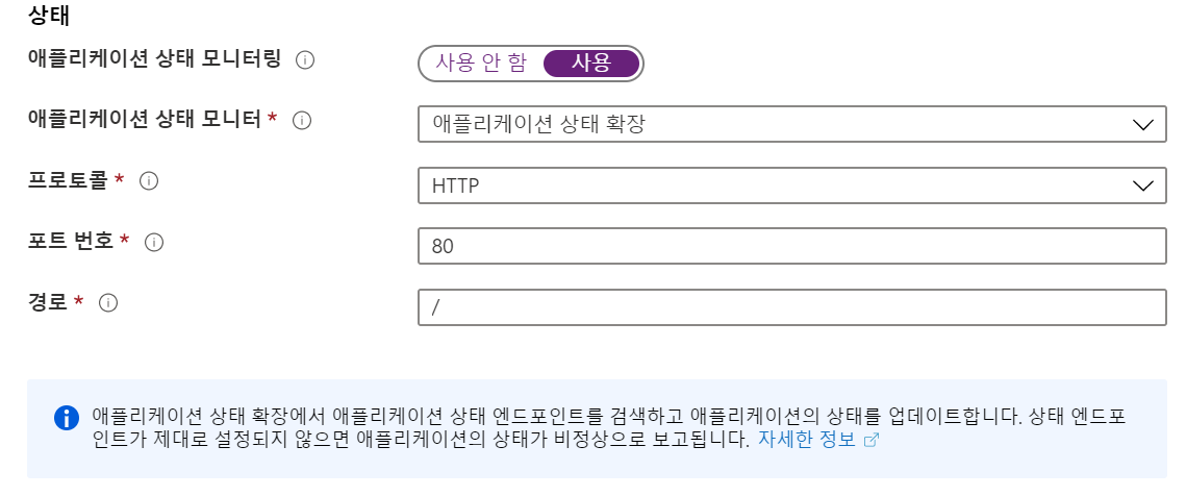 상태
애플리케이션 상태 모니터링
사용 안 함 사용
애플리케이션 상태 모니터 *
애플리케이션 상태 확장
프로토콜 *
HTTP
포트 번호 *
80
경로 *
/
애플리케이션 상태 확장에서 애플리케이션 상태 엔드포인트를 검색하고 애플리케이션의 상태를 업데이트합니다. 상태 엔드포
인트가 제대로 설정되지 않으면 애플리케이션의 상태가 비정상으로 보고됩니다. 자세한 정보